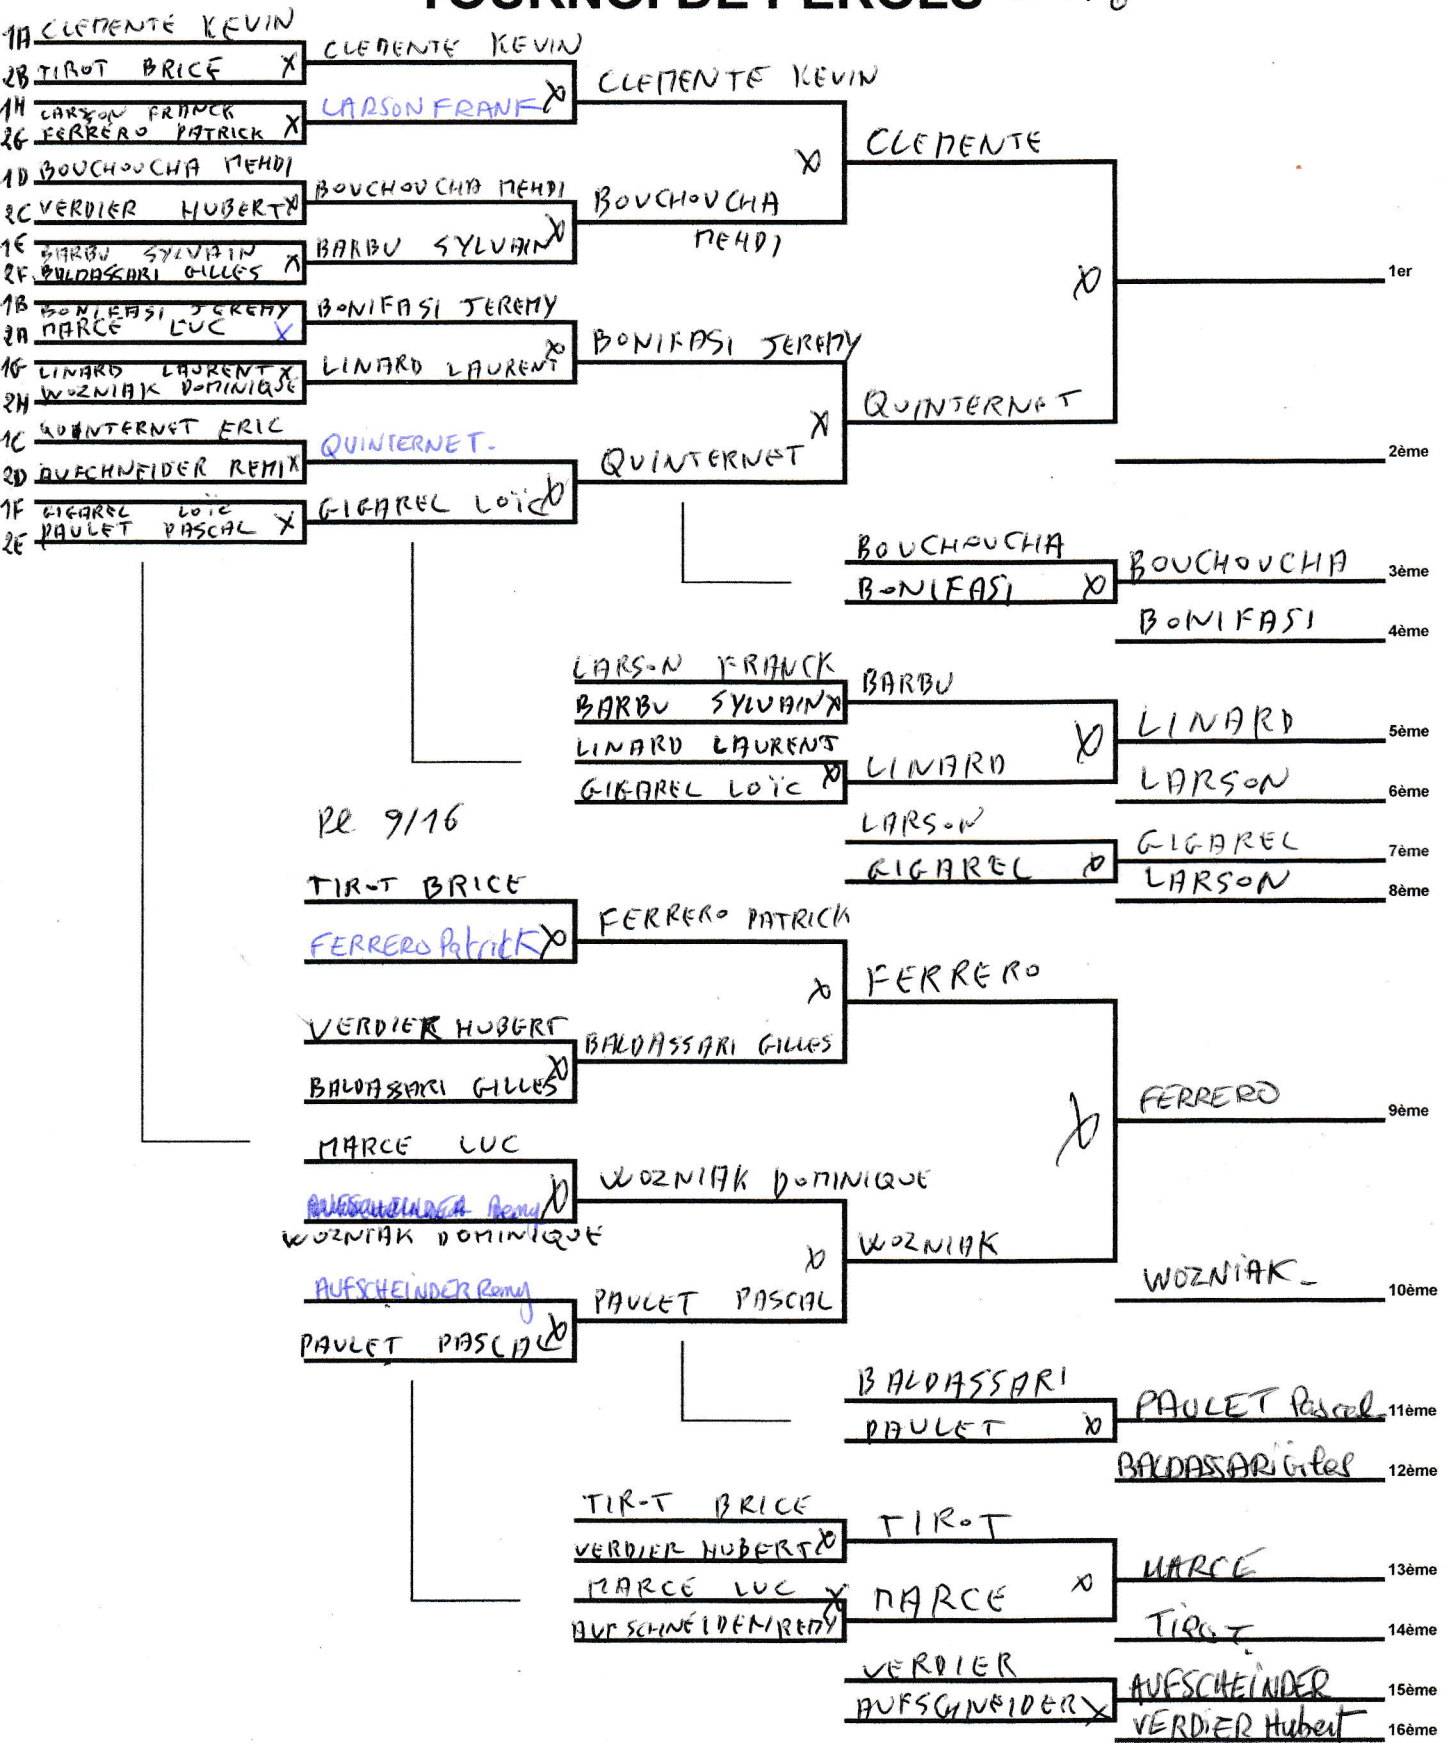 TOURNOI DE PEROLS
1A CLEMENTE KEVIN
2B TIROT BRICE X
1H LARSON FRANCK
2G FERRERO PATRICK X
1D BOUCHOUCHA MEHDI
2C VERDIER HUBERT X
1E BARBU SYLVAIN
2F BALDASSARI GILLES X
1B BONIFASI JEREMY
2A MARCE LUC X
1G LINARD LAURENT X
2H WOZNIAK DOMINIQUE
1C QUINTERNET ERIC
2D AUFCHNEIDER REMI X
1F GIGAREL LOÏC
2E PAULET PASCAL X
CLEMENTE KEVIN
LARSON FRANK X
BOUCHOUCHA MEHDI
BARBU SYLVAIN X
BONIFASI JEREMY
LINARD LAURENT X
QUINTERNET-
GIGAREL LOÏC X
CLEMENTE KEVIN
BOUCHOUCHA X
MEHDI
BONIFASI JEREMY
QUINTERNET X
CLEMENTE
QUINTERNET X
1er
2ème
BOUCHOUCHA
BONIFASI X
BOUCHOUCHA 3ème
BONIFASI 4ème
LARSON FRANCK
BARBU SYLVAIN X
LINARD LAURENT
GIGAREL LOÏC X
BARBU
LINARD X
LINARD 5ème
LARSON 6ème
LARSON
GIGAREL X
GIGAREL 7ème
LARSON 8ème
Pl 9/16
TIROT BRICE
FERRERO Patrick X
VERDIER HUBERT
BALDASSARI GILLES X
MARCE LUC
X
WOZNIAK DOMINIQUE
AUFSCHEINDER Remy
PAULET PASCAL X
FERRERO PATRICK
BALDASSARI GILLES X
WOZNIAK DOMINIQUE
PAULET PASCAL X
FERRERO
WOZNIAK X
FERRERO 9ème
WOZNIAK- 10ème
BALDASSARI
PAULET X
PAULET Pascal 11ème
BALDASSARI Gilles 12ème
TIROT BRICE
VERDIER HUBERT X
MARCE LUC X
AUFSCHNEIDEN REMY
TIROT
MARCE X
MARCE 13ème
TIROT 14ème
VERDIER
AUFSCHNEIDER X
AUFSCHEINDER 15ème
VERDIER Hubert 16ème